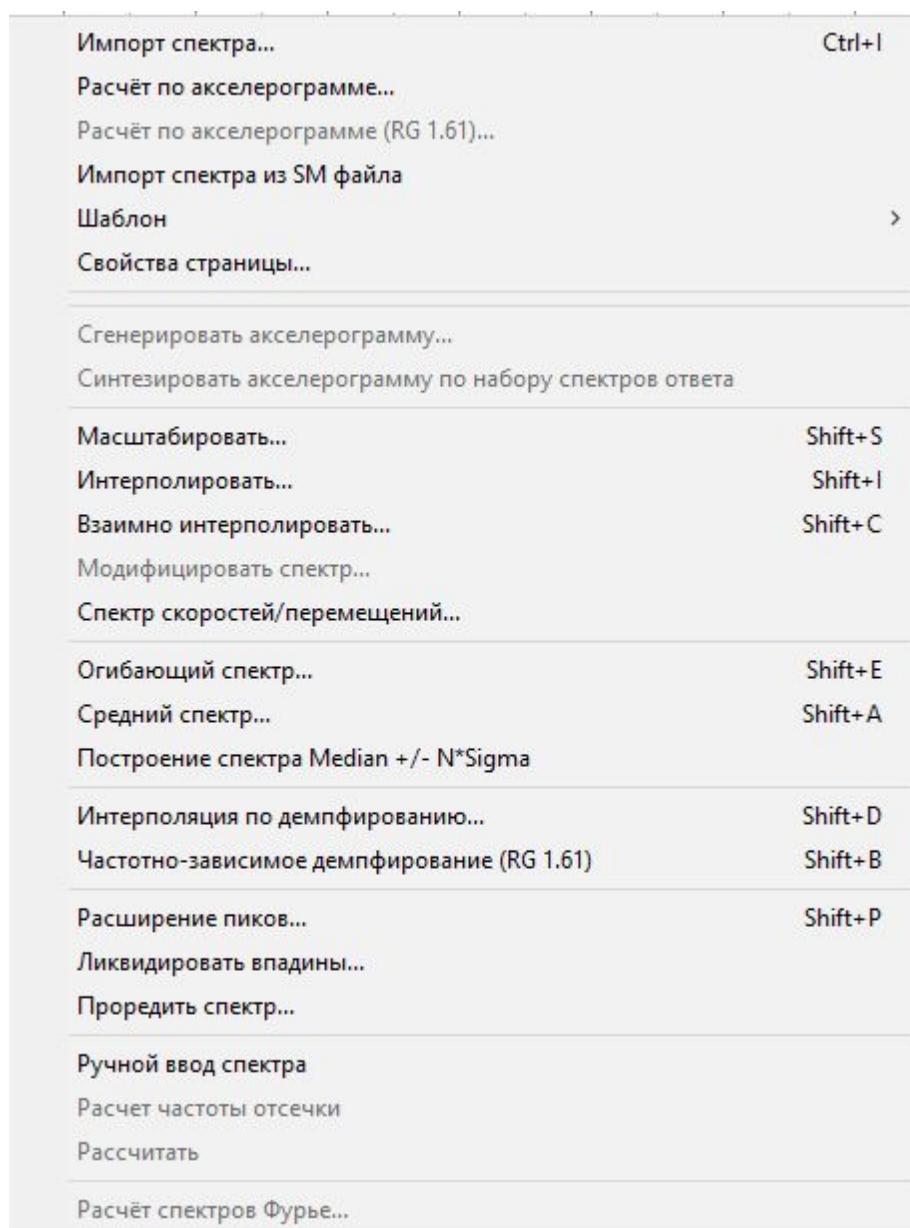 Импорт спектра... Ctrl+I
Расчёт по акселерограмме...
Расчёт по акселерограмме (RG 1.61)...
Импорт спектра из SM файла
Шаблон >
Свойства страницы...
Сгенерировать акселерограмму...
Синтезировать акселерограмму по набору спектров ответа
Масштабировать... Shift+S
Интерполировать... Shift+I
Взаимно интерполировать... Shift+C
Модифицировать спектр...
Спектр скоростей/перемещений...
Огибающий спектр... Shift+E
Средний спектр... Shift+A
Построение спектра Median +/- N*Sigma
Интерполяция по демпфированию... Shift+D
Частотно-зависимое демпфирование (RG 1.61) Shift+B
Расширение пиков... Shift+P
Ликвидировать впадины...
Проредить спектр...
Ручной ввод спектра
Расчет частоты отсечки
Рассчитать
Расчёт спектров Фурье...